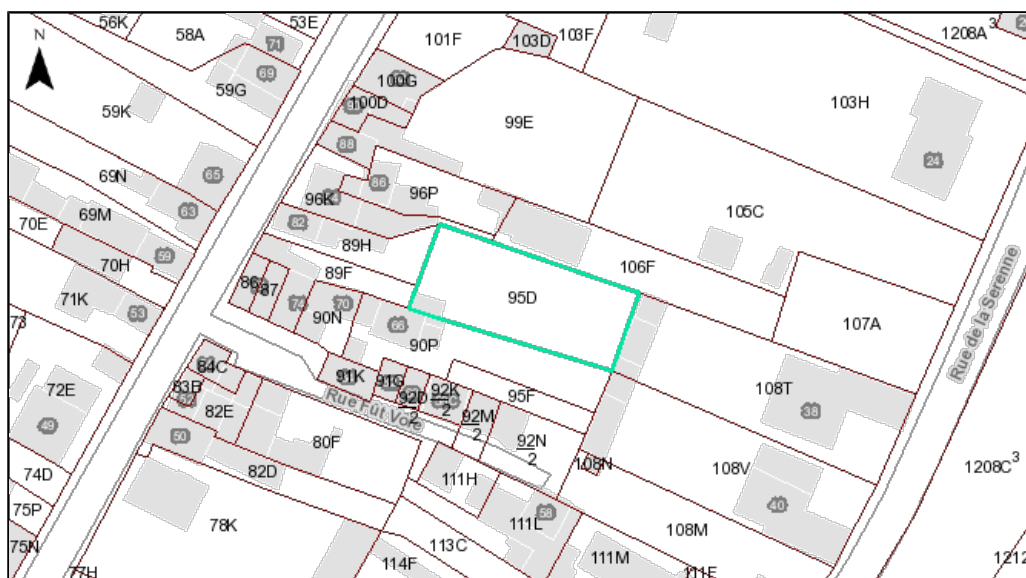 56K
58A
53E
101F
103D
103F
1208A
3
N
71
69
59G
100G
100D
59K
99E
103H
88
65
24
69N
86
96P
96K
63
69M
82
105C
70E
89H
59
70H
89F
106F
86
87
71K
74
70
95D
53
90N
107A
73
66
90P
Rue de la Serenne
84C
91K
91G
92K
2
72E
83B
92D
2
95F
108T
82E
Rue Fût Voie
92M
2
38
49
50
80F
92N
2
74D
82D
108N
108V
1208C
3
111H
75P
40
78K
58
111L
108M
75N
113C
77H
114F
111M
111F
1212